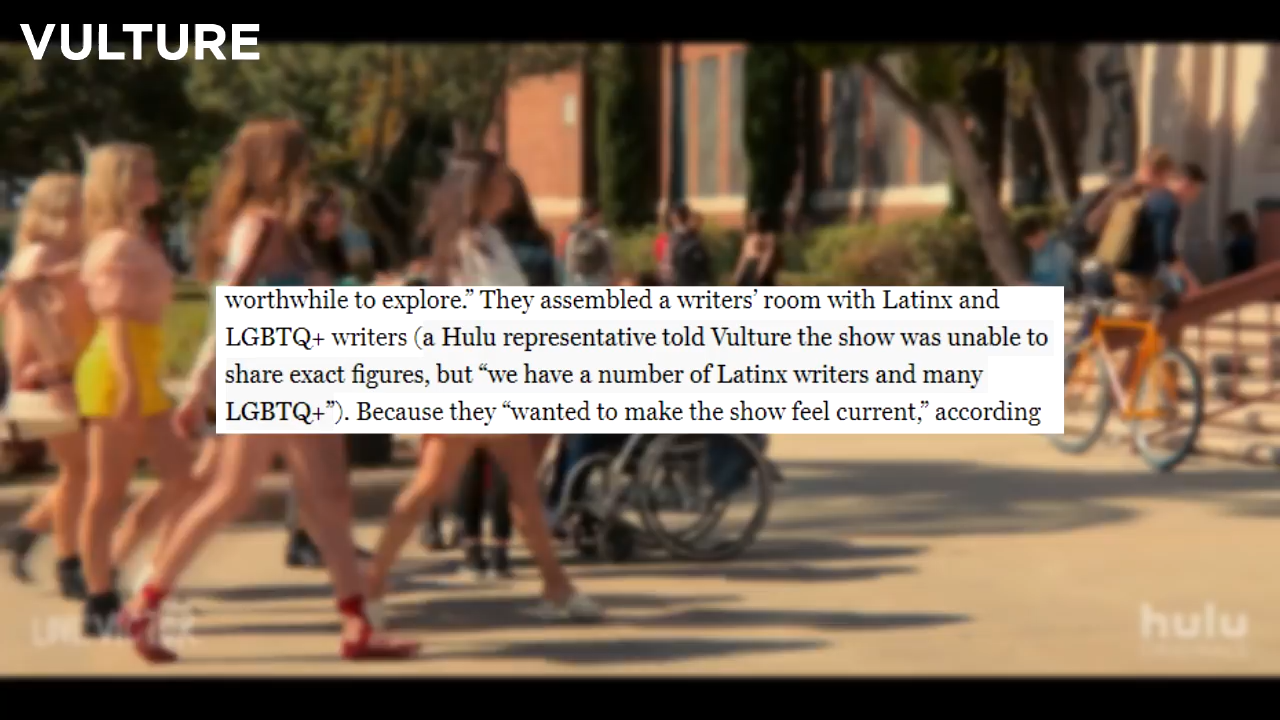 VULTURE
worthwhile to explore.” They assembled a writers’ room with Latinx and
LGBTQ+ writers (a Hulu representative told Vulture the show was unable to
share exact figures, but “we have a number of Latinx writers and many
LGBTQ+”). Because they “wanted to make the show feel current,” according
hulu